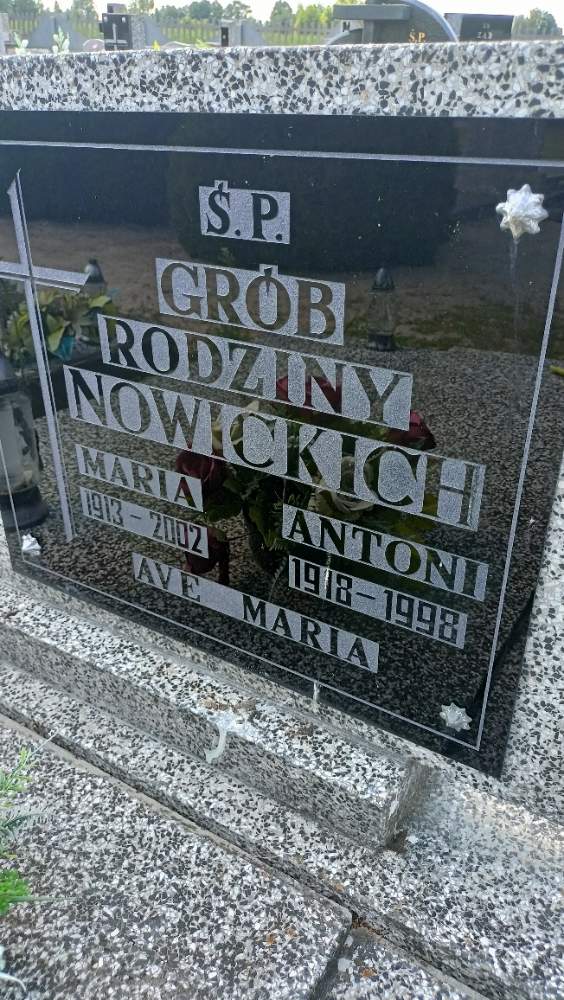 Ś.P.
GRÓB
RODZINY
NOWICKICH
MARIA
1913-2002
ANTONI
1918-1998
AVE MARIA
Ś.P.